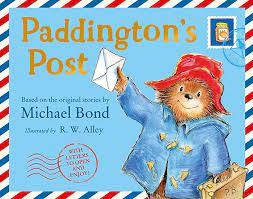 Paddington's
Post
Based on the original stories by
Michael Bond
Illustrated by R. W. Alley
WITH
LETTERS TO
OPEN AND
ENJOY!
PB